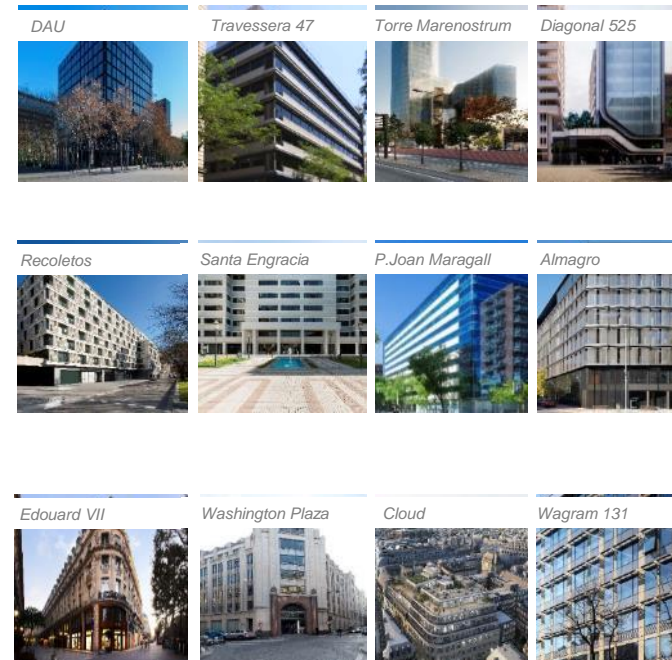 DAU
Travessera 47
Torre Marenostrum
Diagonal 525
Recoletos
Santa Engracia
P.Joan Maragall
Almagro
Edouard VII
Washington Plaza
Cloud
Wagram 131